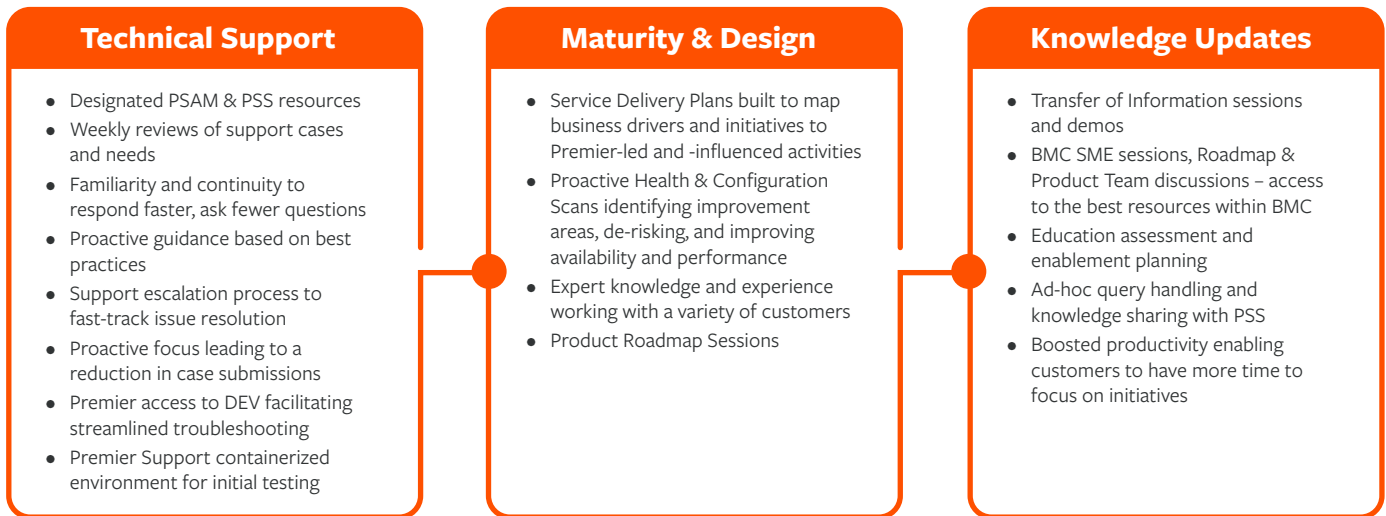 Technical Support
● Designated PSAM & PSS resources
● Weekly reviews of support cases
and needs
● Familiarity and continuity to
respond faster, ask fewer questions
● Proactive guidance based on best
practices
● Support escalation process to
fast-track issue resolution
● Proactive focus leading to a
reduction in case submissions
● Premier access to DEV facilitating
streamlined troubleshooting
● Premier Support containerized
environment for initial testing
Maturity & Design
● Service Delivery Plans built to map
business drivers and initiatives to
Premier-led and -influenced activities
● Proactive Health & Configuration
Scans identifying improvement
areas, de-risking, and improving
availability and performance
● Expert knowledge and experience
working with a variety of customers
● Product Roadmap Sessions
Knowledge Updates
● Transfer of Information sessions
and demos
● BMC SME sessions, Roadmap &
Product Team discussions – access
to the best resources within BMC
● Education assessment and
enablement planning
● Ad-hoc query handling and
knowledge sharing with PSS
● Boosted productivity enabling
customers to have more time to
focus on initiatives